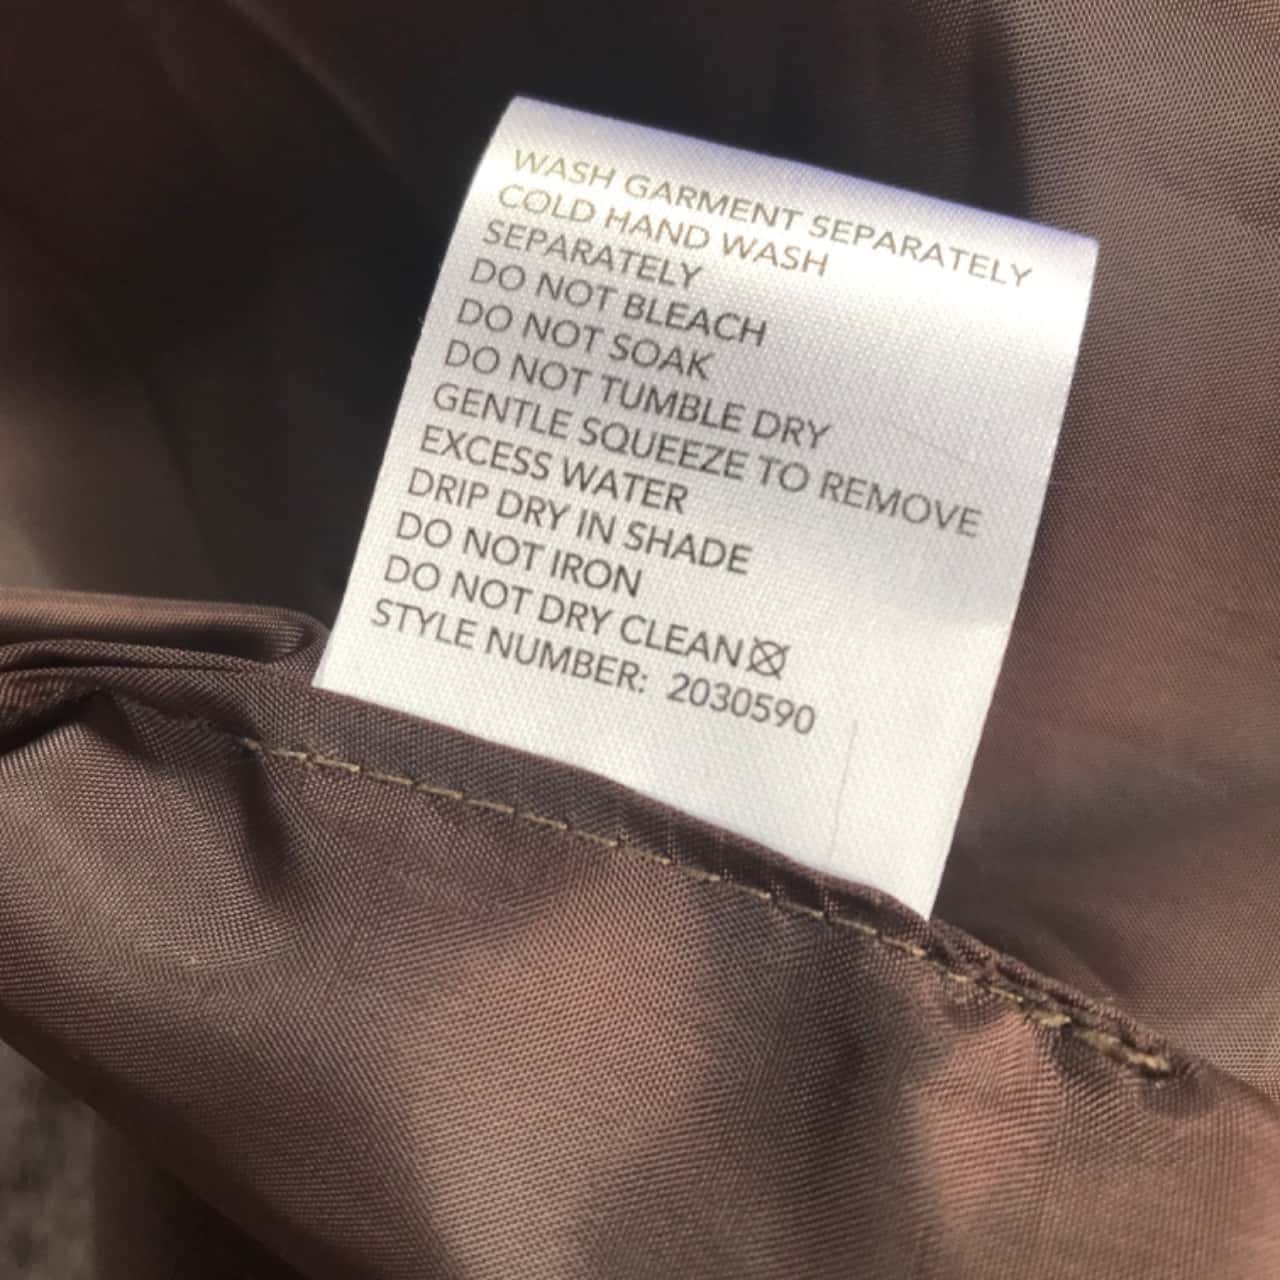 WASH GARMENT SEPARATELY
COLD HAND WASH
SEPARATELY
DO NOT BLEACH
DO NOT SOAK
DO NOT TUMBLE DRY
GENTLE SQUEEZE TO REMOVE
EXCESS WATER
DRIP DRY IN SHADE
DO NOT IRON
DO NOT DRY CLEAN
STYLE NUMBER: 2030590